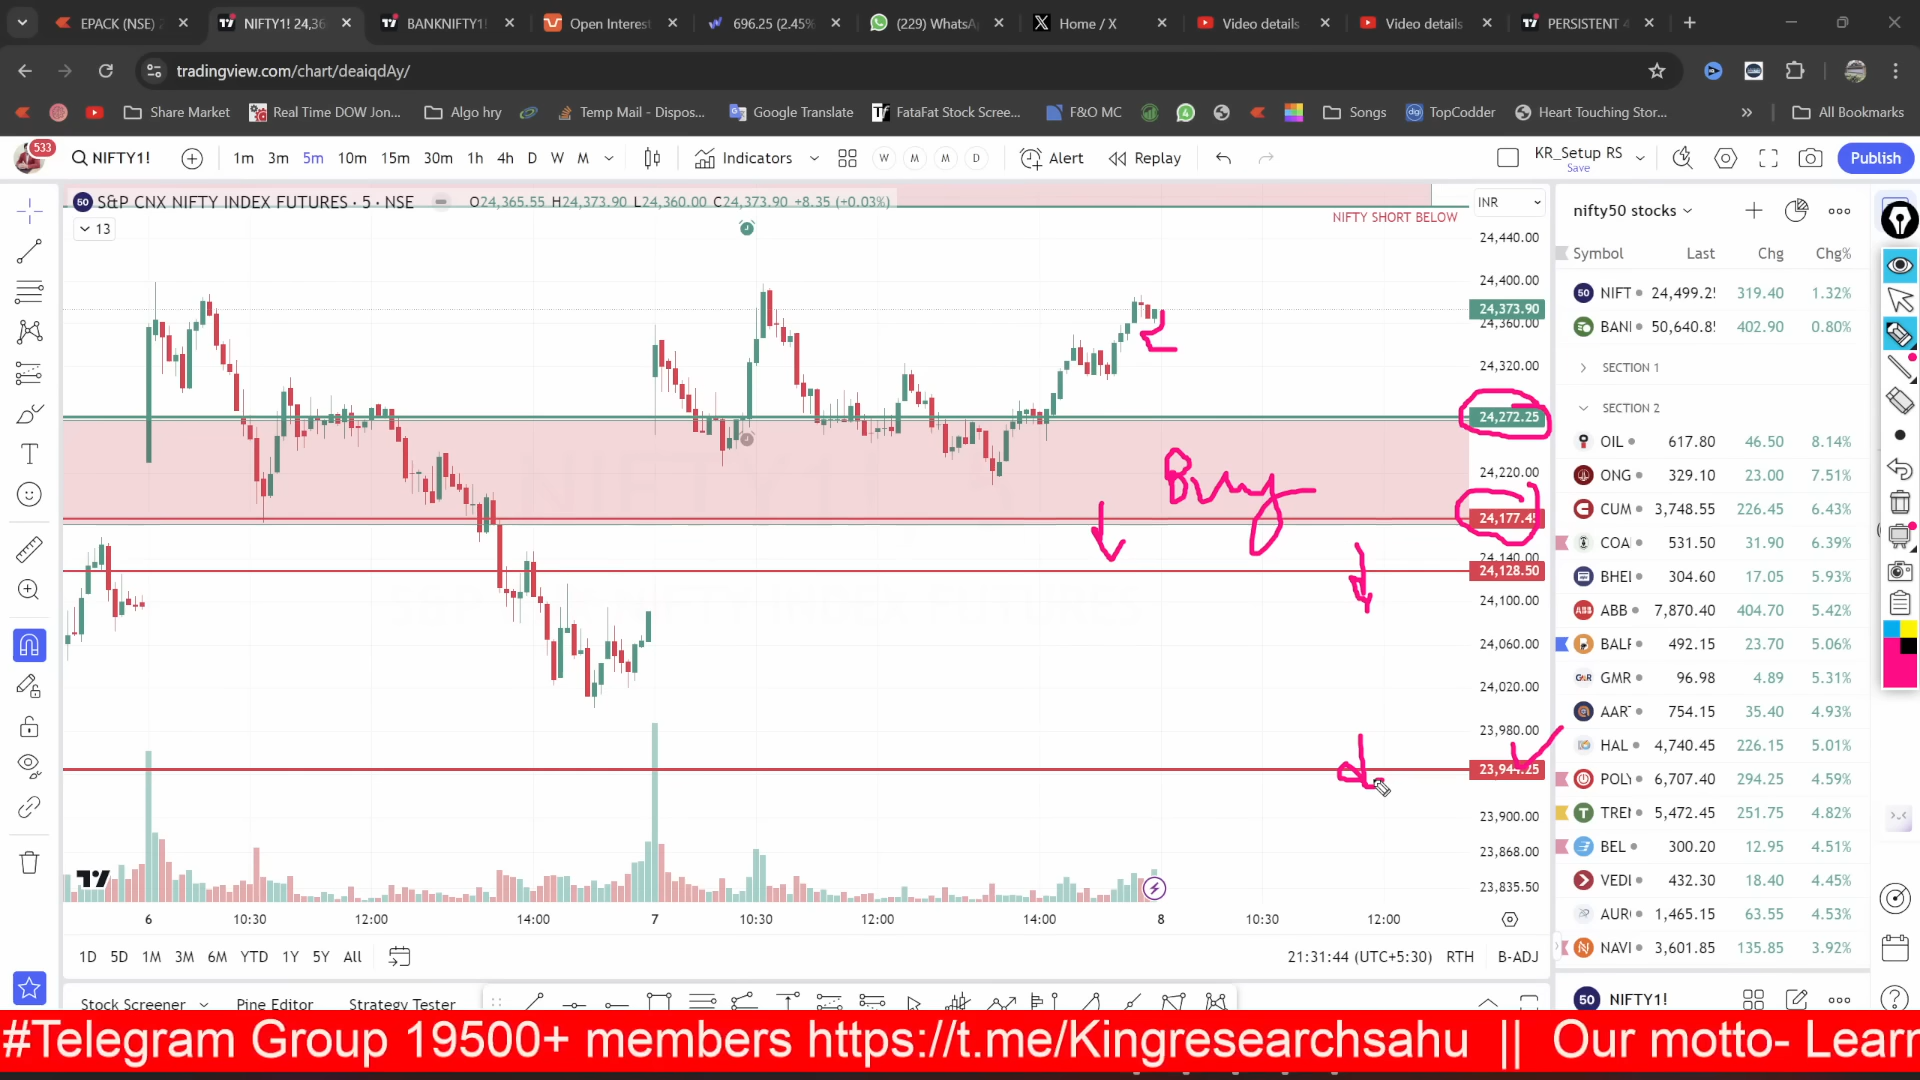 EPACK (NSE) 2
NIFTY1! 24,36
BANKNIFTY1!
Open Interest
696.25 (2.45%
(229) WhatsA
Home / X
Video details
Video details
PERSISTENT 4
tradingview.com/chart/deaiqdAy/
Share Market
Real Time DOW Jon...
Algo hry
Temp Mail - Dispos...
Google Translate
FataFat Stock Scree...
F&O MC
Songs
TopCodder
Heart Touching Stor...
All Bookmarks
533
NIFTY1!
1m 3m 5m 10m 15m 30m 1h 4h D W M
Indicators
W M M D
Alert
Replay
KR_Setup RS
Save
Publish
S&P CNX NIFTY INDEX FUTURES · 5 · NSE
O24,365.55 H24,373.90 L24,360.00 C24,373.90 +8.35 (+0.03%)
13
NIFTY SHORT BELOW
INR
24,440.00
24,400.00
24,373.90
24,360.00
24,320.00
24,272.25
24,220.00
24,177.45
24,140.00
24,128.50
24,100.00
24,060.00
24,020.00
23,980.00
23,944.25
23,900.00
23,868.00
23,835.50
Buy
6 10:30 12:00 14:00 7 10:30 12:00 14:00 8 10:30 12:00
1D 5D 1M 3M 6M YTD 1Y 5Y All
21:31:44 (UTC+5:30) RTH B-ADJ
Stock Screener
Pine Editor
Strategy Tester
nifty50 stocks
Symbol Last Chg Chg%
NIFT 24,499.25 319.40 1.32%
BANI 50,640.85 402.90 0.80%
SECTION 1
SECTION 2
OIL 617.80 46.50 8.14%
ONG 329.10 23.00 7.51%
CUM 3,748.55 226.45 6.43%
COA 531.50 31.90 6.39%
BHEI 304.60 17.05 5.93%
ABB 7,870.40 404.70 5.42%
BALR 492.15 23.70 5.06%
GMR 96.98 4.89 5.31%
AART 754.15 35.40 4.93%
HAL 4,740.45 226.15 5.01%
POLY 6,707.40 294.25 4.59%
TREN 5,472.45 251.75 4.82%
BEL 300.20 12.95 4.51%
VEDL 432.30 18.40 4.45%
AUR 1,465.15 63.55 4.53%
NAVI 3,601.85 135.85 3.92%
50 NIFTY1!
#Telegram Group 19500+ members https://t.me/Kingresearchsahu || Our motto- Learn